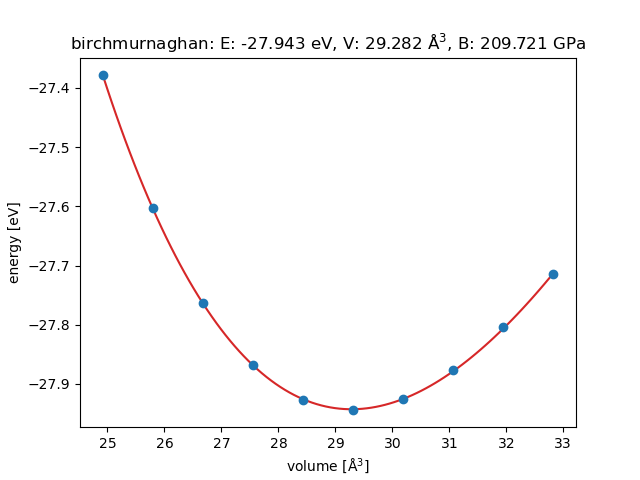 birchmurnaghan: E: -27.943 eV, V: 29.282 Å³, B: 209.721 GPa
−27.4
−27.5
−27.6
−27.7
−27.8
−27.9
energy [eV]
25 26 27 28 29 30 31 32 33
volume [Å³]